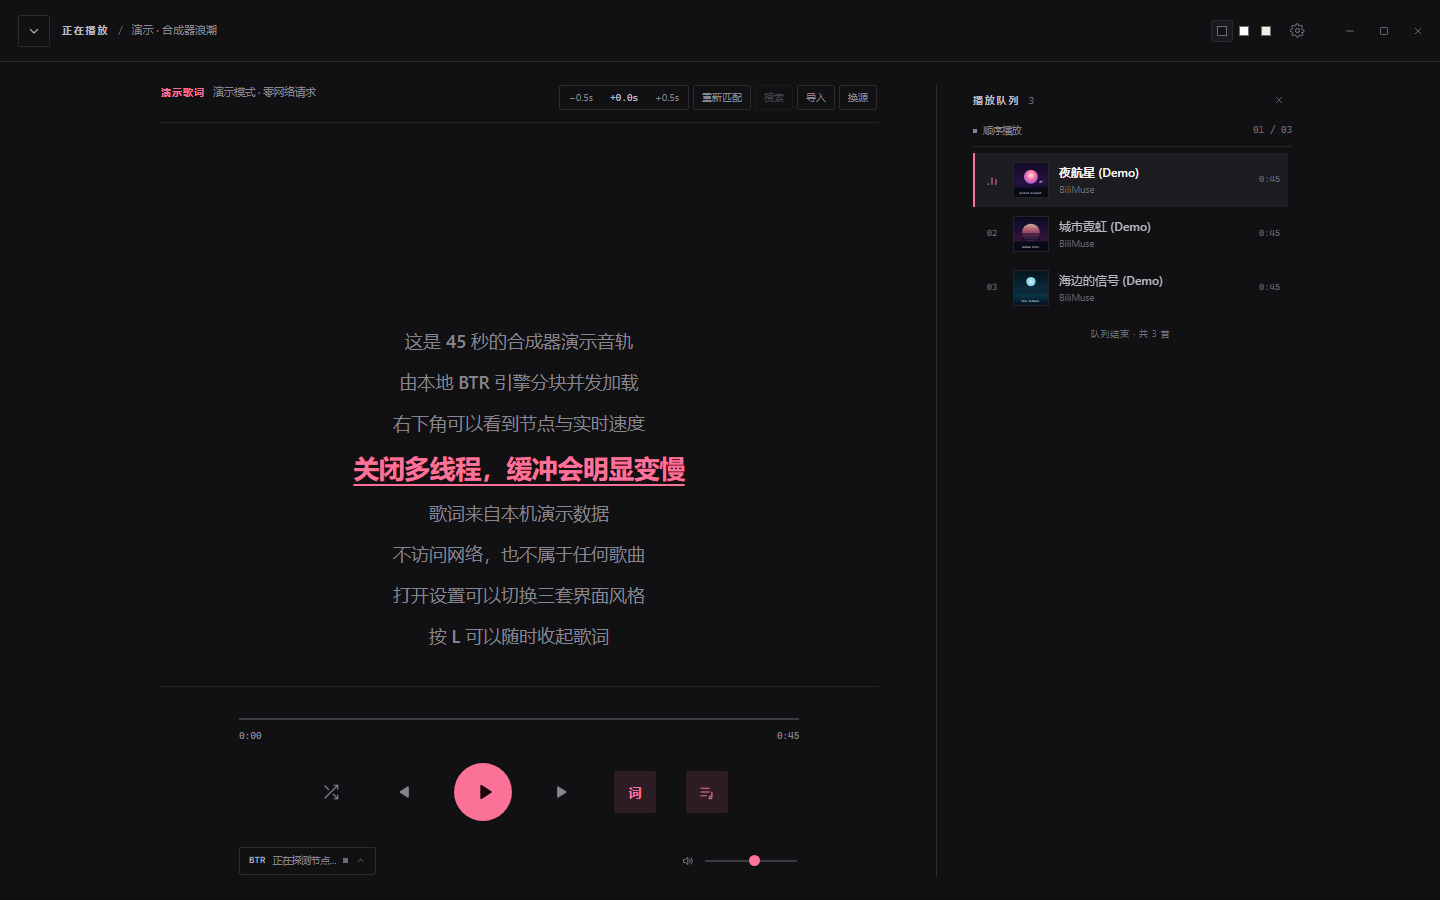 正在播放 / 演示 · 合成器浪潮
演示歌词 演示模式 · 零网络请求
−0.5s +0.0s +0.5s 重新匹配 搜索 导入 换源
这是 45 秒的合成器演示音轨
由本地 BTR 引擎分块并发加载
右下角可以看到节点与实时速度
关闭多线程，缓冲会明显变慢
歌词来自本机演示数据
不访问网络，也不属于任何歌曲
打开设置可以切换三套界面风格
按 L 可以随时收起歌词
0:00 0:45
词
BTR 正在探测节点...
播放队列 3
顺序播放 01 / 03
夜航星 (Demo)
BiliMuse
0:45
02 城市霓虹 (Demo)
BiliMuse
0:45
03 海边的信号 (Demo)
BiliMuse
0:45
队列结束 · 共 3 首